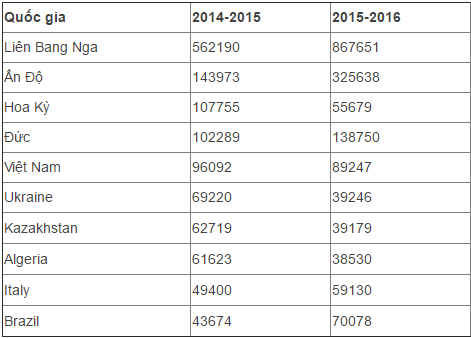 Quốc gia 2014-2015 2015-2016
Liên Bang Nga 562190 867651
Ấn Độ 143973 325638
Hoa Kỳ 107755 55679
Đức 102289 138750
Việt Nam 96092 89247
Ukraine 69220 39246
Kazakhstan 62719 39179
Algeria 61623 38530
Italy 49400 59130
Brazil 43674 70078